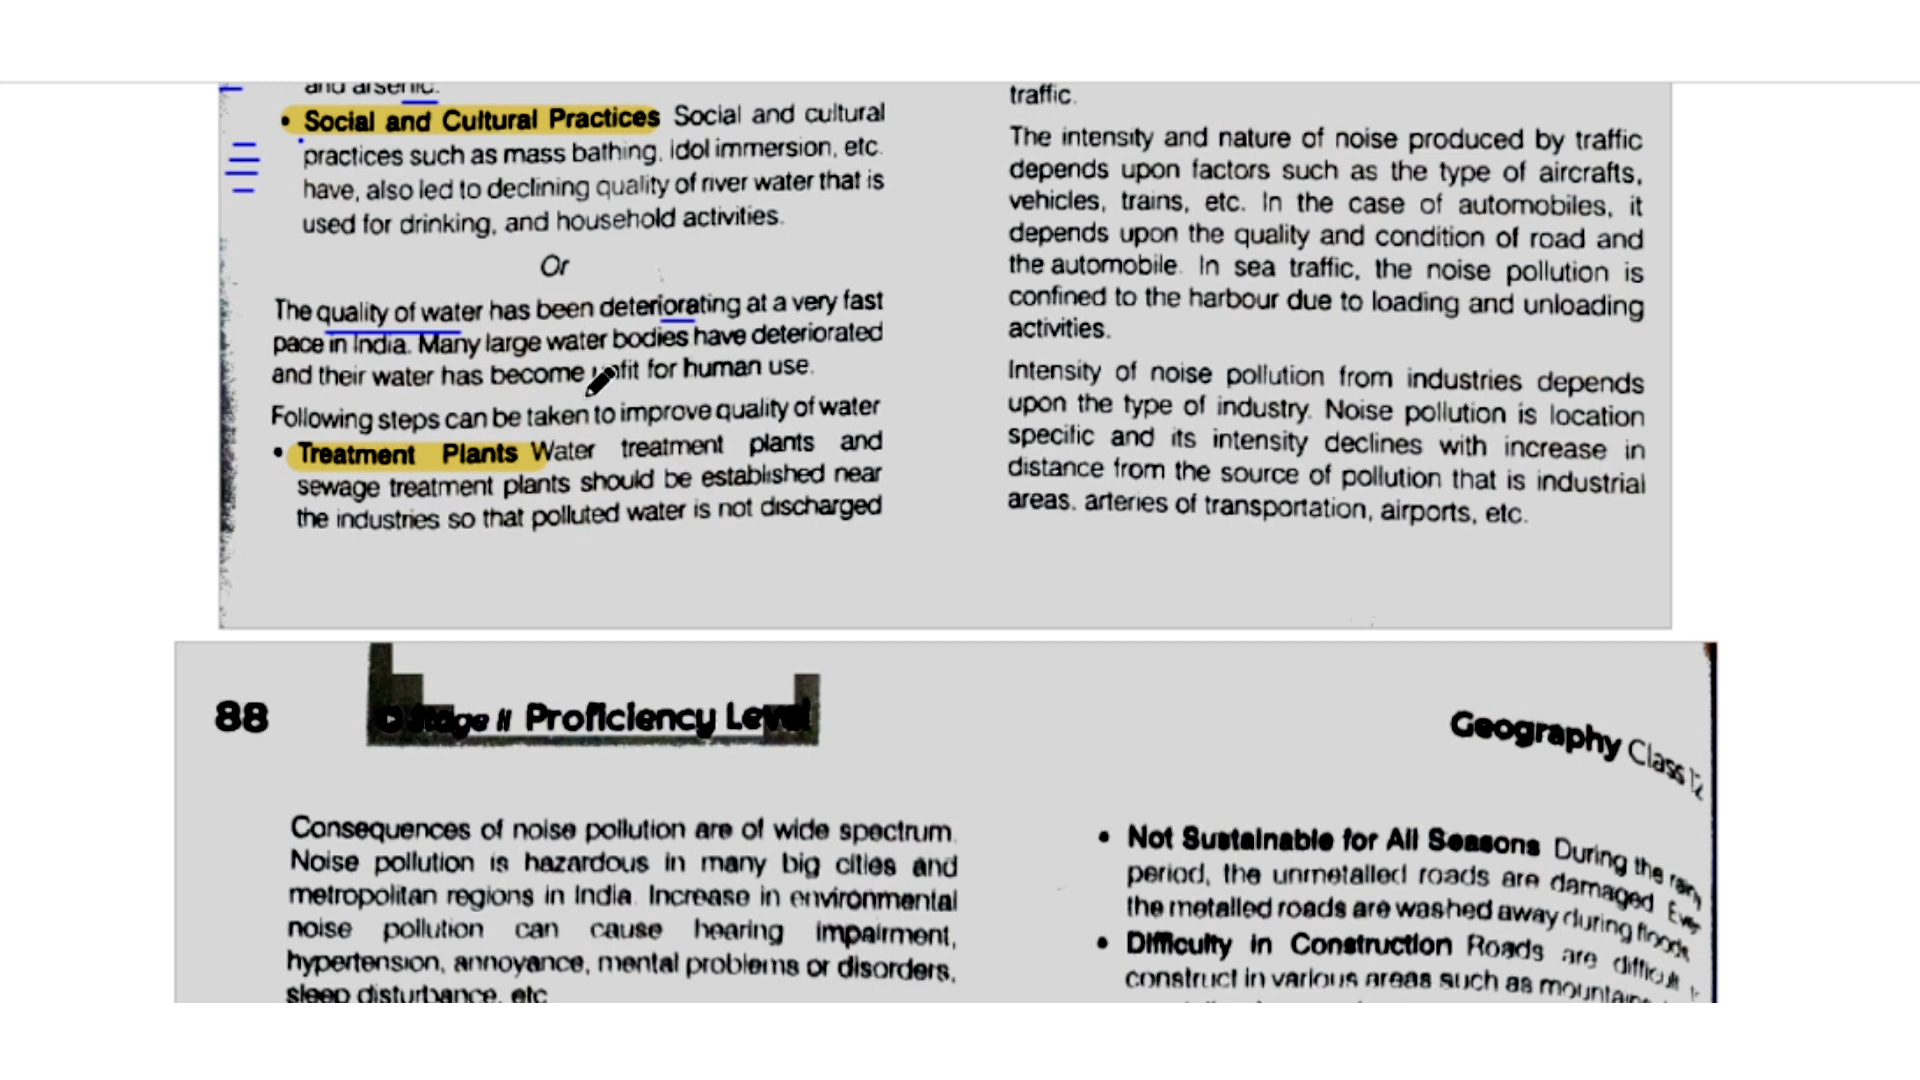 and arsenic.
• Social and Cultural Practices Social and cultural
practices such as mass bathing, idol immersion, etc.
have, also led to declining quality of river water that is
used for drinking, and household activities.
Or
The quality of water has been deteriorating at a very fast
pace in India. Many large water bodies have deteriorated
and their water has become unfit for human use.
Following steps can be taken to improve quality of water
• Treatment Plants Water treatment plants and
sewage treatment plants should be established near
the industries so that polluted water is not discharged
traffic.
The intensity and nature of noise produced by traffic
depends upon factors such as the type of aircrafts,
vehicles, trains, etc. In the case of automobiles, it
depends upon the quality and condition of road and
the automobile. In sea traffic, the noise pollution is
confined to the harbour due to loading and unloading
activities.
Intensity of noise pollution from industries depends
upon the type of industry. Noise pollution is location
specific and its intensity declines with increase in
distance from the source of pollution that is industrial
areas, arteries of transportation, airports, etc.
88
Stage II Proficiency Level
Geography Class 12
Consequences of noise pollution are of wide spectrum.
Noise pollution is hazardous in many big cities and
metropolitan regions in India. Increase in environmental
noise pollution can cause hearing impairment,
hypertension, annoyance, mental problems or disorders,
sleep disturbance, etc
• Not Sustainable for All Seasons During the rainy
period, the unmetalled roads are damaged Even
the metalled roads are washed away during floods.
• Difficulty in Construction Roads are difficult
construct in various areas such as